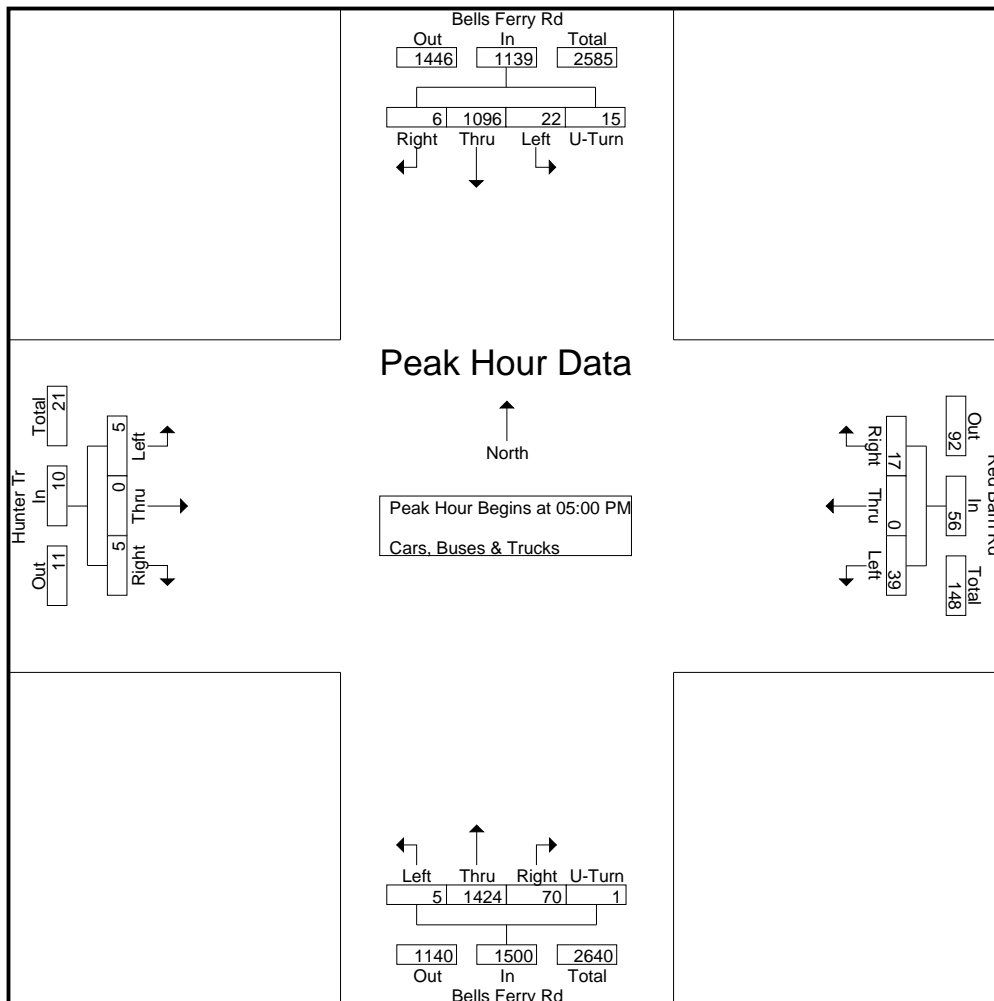 Bells Ferry Rd
Out In Total
1446 1139 2585
6 1096 22 15
Right Thru Left U-Turn
Peak Hour Data
North
Peak Hour Begins at 05:00 PM
Cars, Buses & Trucks
Hunter Tr
Total In Out
21 10 11
5 0 5
Left Thru Right
Out In Total
92 56 148
17 0 39
Right Thru Left
Left Thru Right U-Turn
5 1424 70 1
1140 1500 2640
Out In Total
Bells Ferry Rd